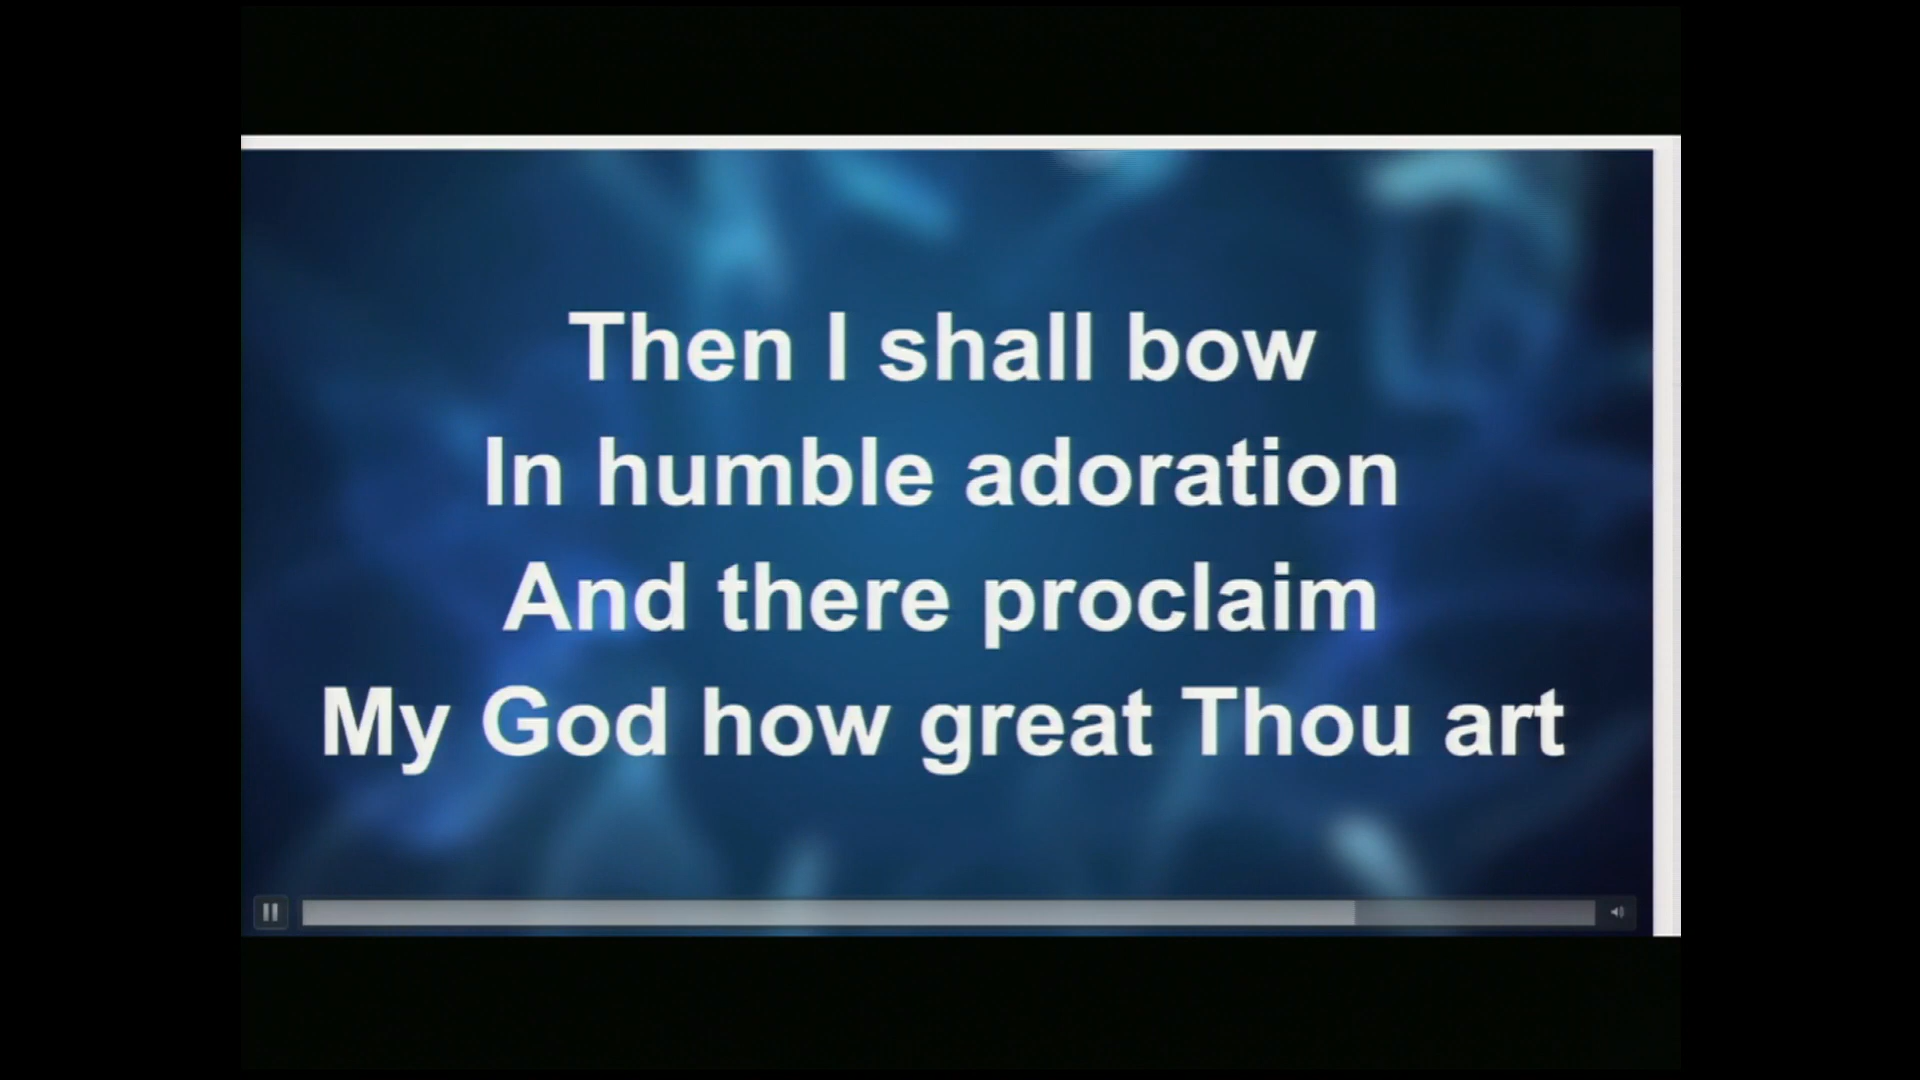 Then I shall bow
In humble adoration
And there proclaim
My God how great Thou art